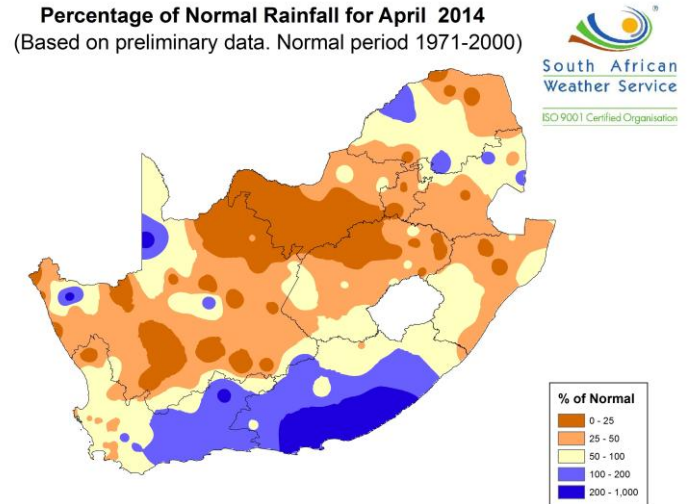 Percentage of Normal Rainfall for April 2014
(Based on preliminary data. Normal period 1971-2000)
®
South African
Weather Service
ISO 9001 Certified Organisation
% of Normal
0 - 25
25 - 50
50 - 100
100 - 200
200 - 1,000